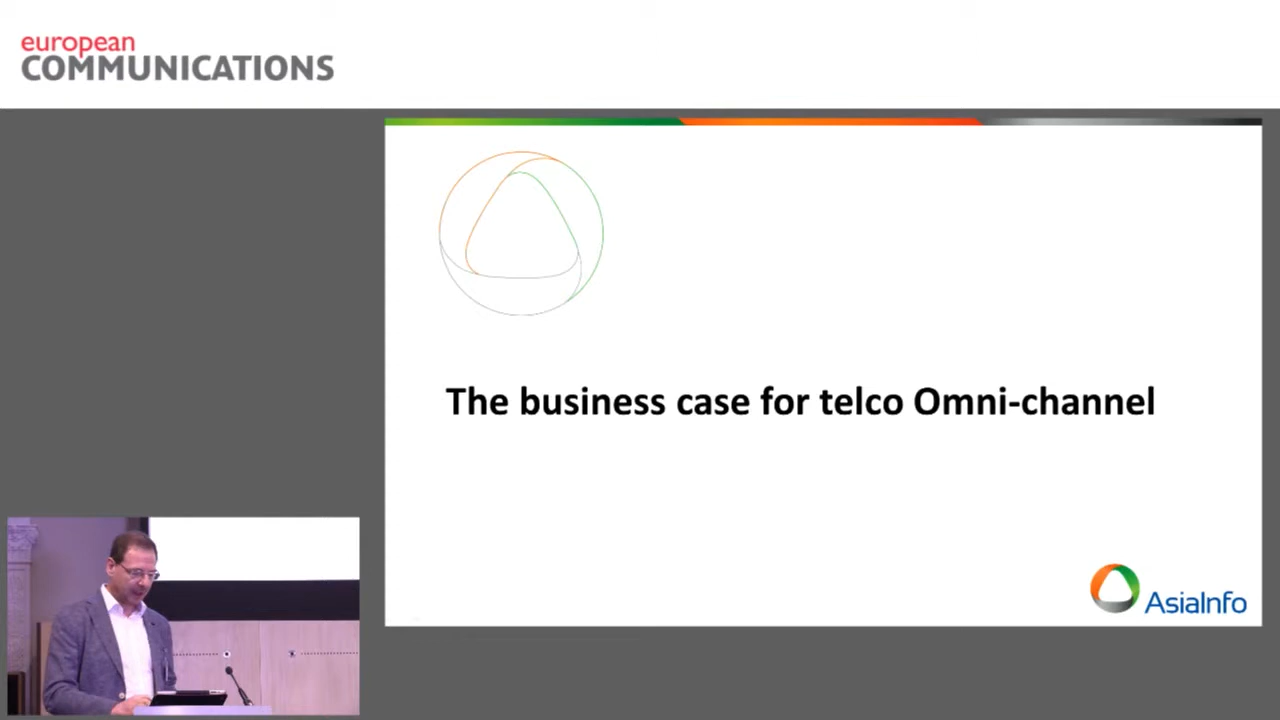 european
COMMUNICATIONS
The business case for telco Omni-channel
AsiaInfo